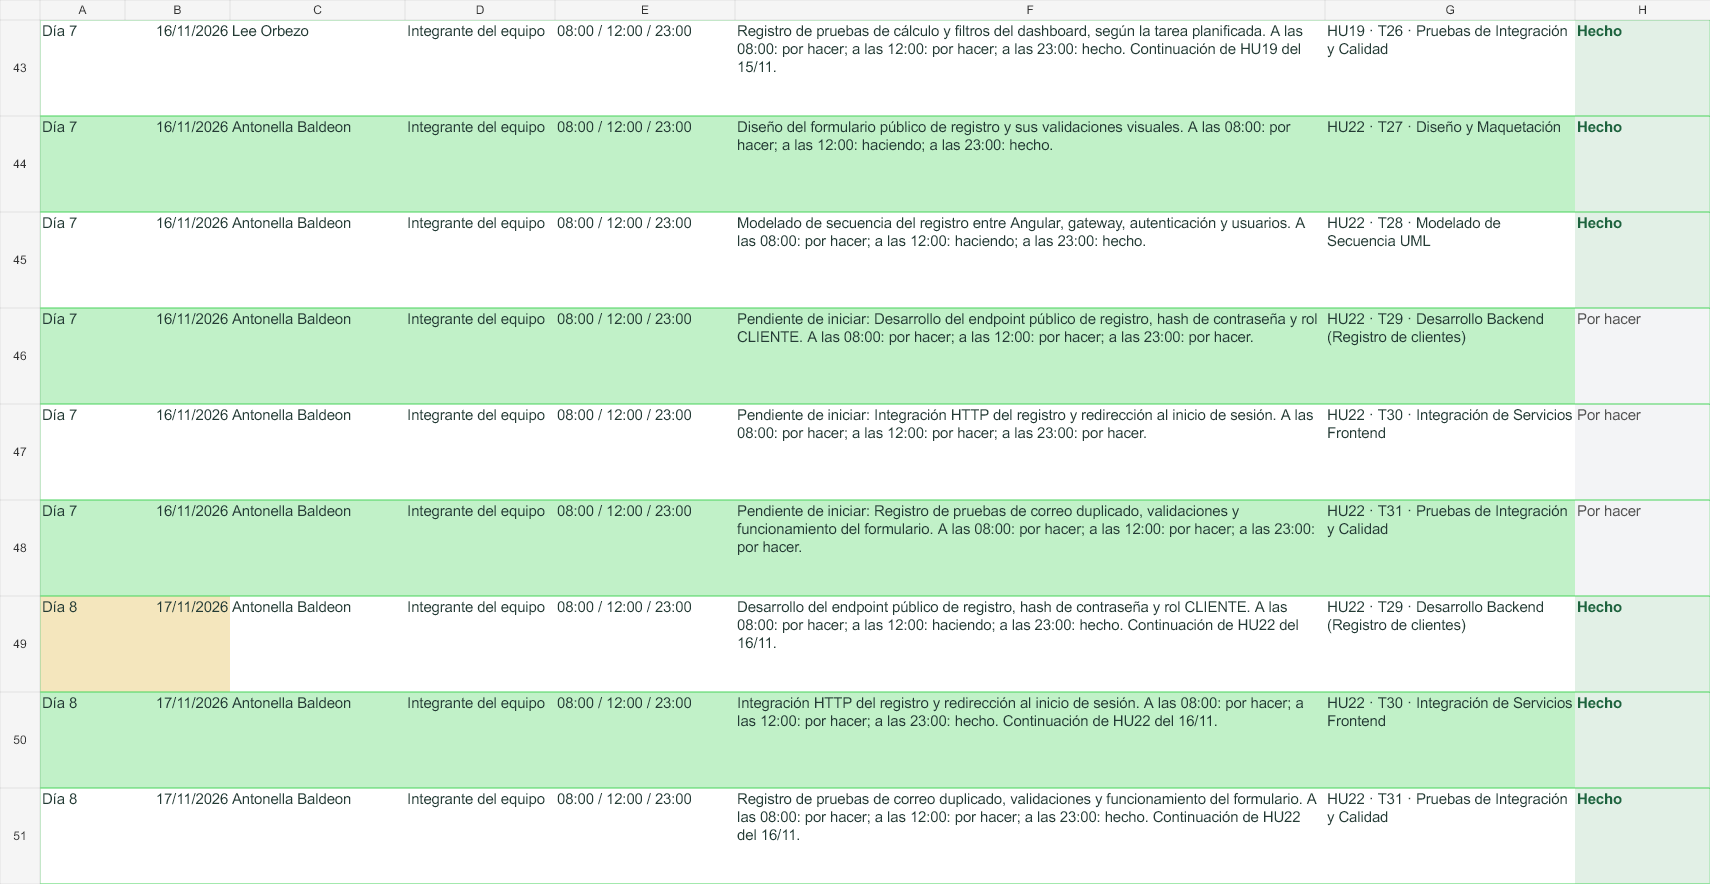 A B C D E F G H
43 Día 7 16/11/2026 Lee Orbezo Integrante del equipo 08:00 / 12:00 / 23:00 Registro de pruebas de cálculo y filtros del dashboard, según la tarea planificada. A las HU19 · T26 · Pruebas de Integración Hecho
08:00: por hacer; a las 12:00: por hacer; a las 23:00: hecho. Continuación de HU19 del y Calidad
15/11.
44 Día 7 16/11/2026 Antonella Baldeon Integrante del equipo 08:00 / 12:00 / 23:00 Diseño del formulario público de registro y sus validaciones visuales. A las 08:00: por HU22 · T27 · Diseño y Maquetación Hecho
hacer; a las 12:00: haciendo; a las 23:00: hecho.
45 Día 7 16/11/2026 Antonella Baldeon Integrante del equipo 08:00 / 12:00 / 23:00 Modelado de secuencia del registro entre Angular, gateway, autenticación y usuarios. A HU22 · T28 · Modelado de Hecho
las 08:00: por hacer; a las 12:00: haciendo; a las 23:00: hecho. Secuencia UML
46 Día 7 16/11/2026 Antonella Baldeon Integrante del equipo 08:00 / 12:00 / 23:00 Pendiente de iniciar: Desarrollo del endpoint público de registro, hash de contraseña y rol HU22 · T29 · Desarrollo Backend Por hacer
CLIENTE. A las 08:00: por hacer; a las 12:00: por hacer; a las 23:00: por hacer. (Registro de clientes)
47 Día 7 16/11/2026 Antonella Baldeon Integrante del equipo 08:00 / 12:00 / 23:00 Pendiente de iniciar: Integración HTTP del registro y redirección al inicio de sesión. A las HU22 · T30 · Integración de Servicios Por hacer
08:00: por hacer; a las 12:00: por hacer; a las 23:00: por hacer. Frontend
48 Día 7 16/11/2026 Antonella Baldeon Integrante del equipo 08:00 / 12:00 / 23:00 Pendiente de iniciar: Registro de pruebas de correo duplicado, validaciones y HU22 · T31 · Pruebas de Integración Por hacer
funcionamiento del formulario. A las 08:00: por hacer; a las 12:00: por hacer; a las 23:00: y Calidad
por hacer.
49 Día 8 17/11/2026 Antonella Baldeon Integrante del equipo 08:00 / 12:00 / 23:00 Desarrollo del endpoint público de registro, hash de contraseña y rol CLIENTE. A las HU22 · T29 · Desarrollo Backend Hecho
08:00: por hacer; a las 12:00: haciendo; a las 23:00: hecho. Continuación de HU22 del (Registro de clientes)
16/11.
50 Día 8 17/11/2026 Antonella Baldeon Integrante del equipo 08:00 / 12:00 / 23:00 Integración HTTP del registro y redirección al inicio de sesión. A las 08:00: por hacer; a HU22 · T30 · Integración de Servicios Hecho
las 12:00: por hacer; a las 23:00: hecho. Continuación de HU22 del 16/11. Frontend
51 Día 8 17/11/2026 Antonella Baldeon Integrante del equipo 08:00 / 12:00 / 23:00 Registro de pruebas de correo duplicado, validaciones y funcionamiento del formulario. A HU22 · T31 · Pruebas de Integración Hecho
las 08:00: por hacer; a las 12:00: por hacer; a las 23:00: hecho. Continuación de HU22 y Calidad
del 16/11.